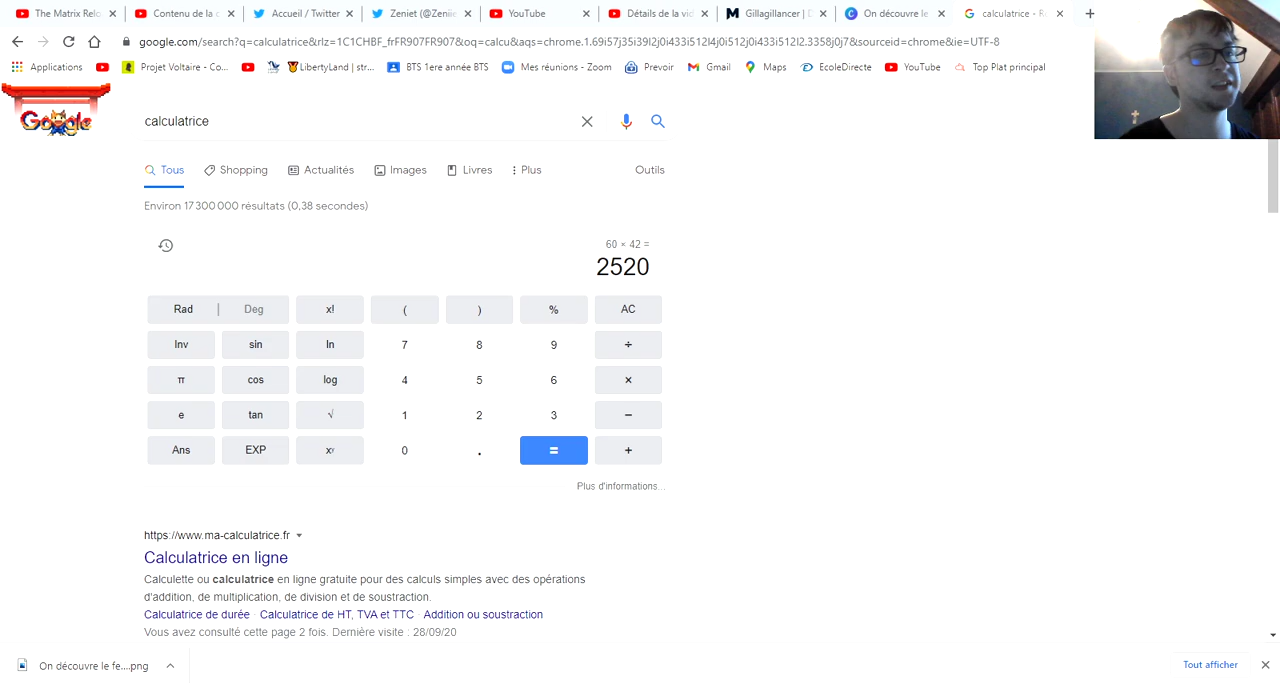 The Matrix Relo
Contenu de la c
Accueil / Twitter
Zeniet (@Zeniie
YouTube
Détails de la vid
Gillagillancer | D
On découvre le
calculatrice - R
google.com/search?q=calculatrice&rlz=1C1CHBF_frFR907FR907&oq=calcu&aqs=chrome.1.69i57j35i39l2j0i433i512l4j0i512j0i433i512l2.3358j0j7&sourceid=chrome&ie=UTF-8
Applications
Projet Voltaire - Co...
LibertyLand | str...
BTS 1ere année BTS
Mes réunions - Zoom
Prevoir
Gmail
Maps
EcoleDirecte
YouTube
Top Plat principal
Google
calculatrice
Tous
Shopping
Actualités
Images
Livres
Plus
Outils
Environ 17 300 000 résultats (0,38 secondes)
60 × 42 =
2520
Rad | Deg x! ( ) % AC
Inv sin ln 7 8 9 ÷
π cos log 4 5 6 ×
e tan √ 1 2 3 −
Ans EXP xʸ 0 . = +
Plus d'informations...
https://www.ma-calculatrice.fr
Calculatrice en ligne
Calculette ou calculatrice en ligne gratuite pour des calculs simples avec des opérations
d'addition, de multiplication, de division et de soustraction.
Calculatrice de durée · Calculatrice de HT, TVA et TTC · Addition ou soustraction
Vous avez consulté cette page 2 fois. Dernière visite : 28/09/20
On découvre le fe....png
Tout afficher